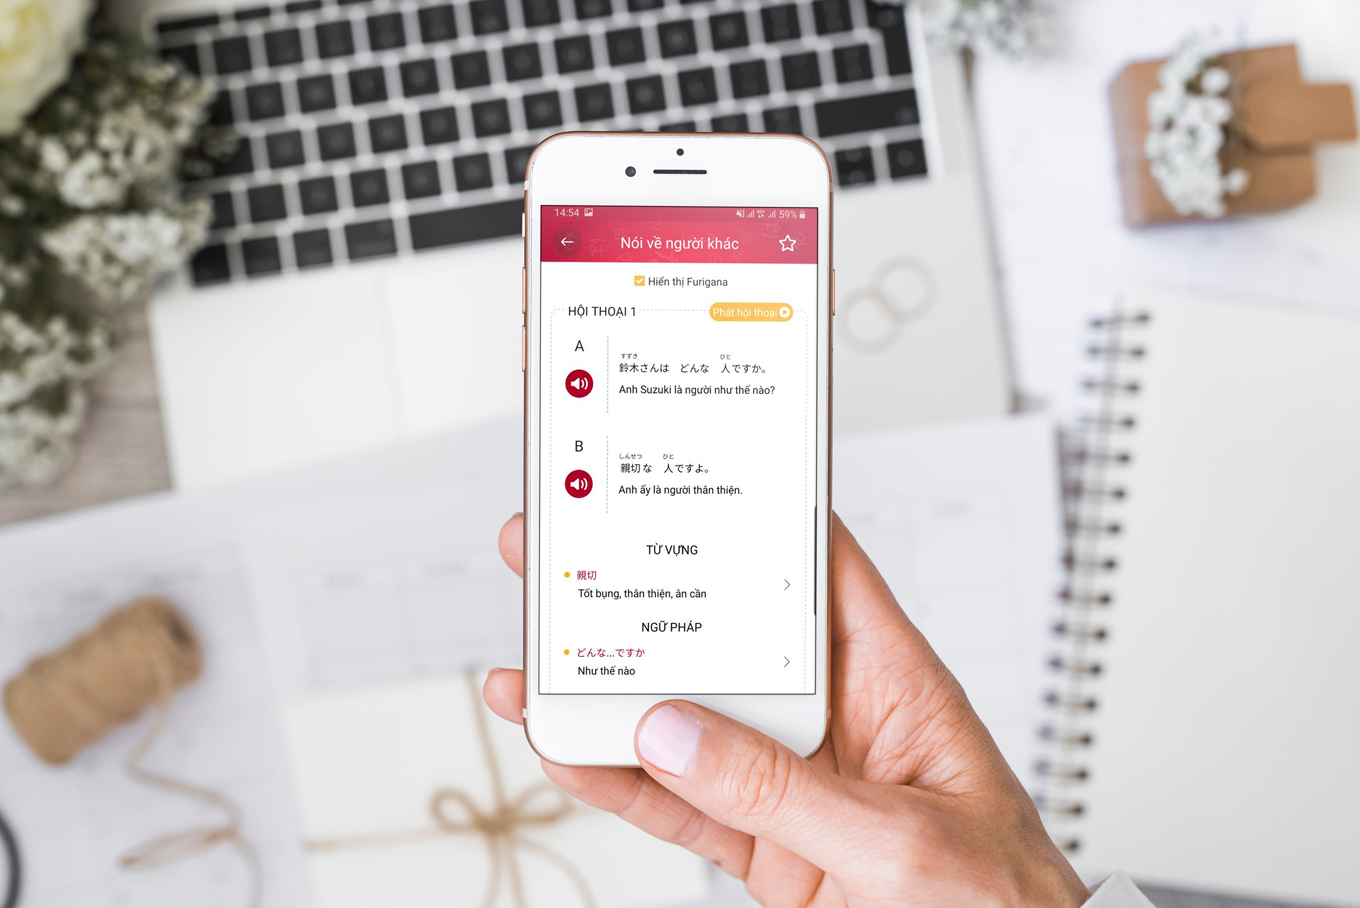 14:54 59%
Nói về người khác
Hiển thị Furigana
HỘI THOẠI 1 Phát hội thoại
A
すずき ひと
鈴木さんは どんな 人ですか。
Anh Suzuki là người như thế nào?
B
しんせつ ひと
親切な 人ですよ。
Anh ấy là người thân thiện.
TỪ VỰNG
親切
Tốt bụng, thân thiện, ân cần
NGỮ PHÁP
どんな...ですか
Như thế nào